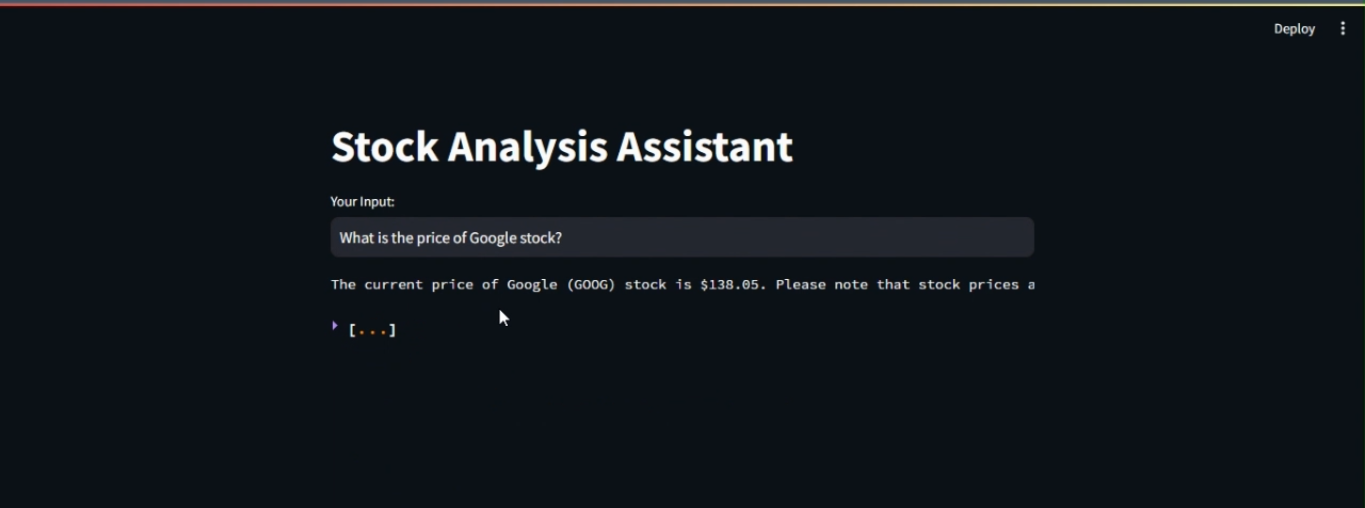 Deploy
Stock Analysis Assistant
Your Input:
What is the price of Google stock?
The current price of Google (GOOG) stock is $138.05. Please note that stock prices a
[...]